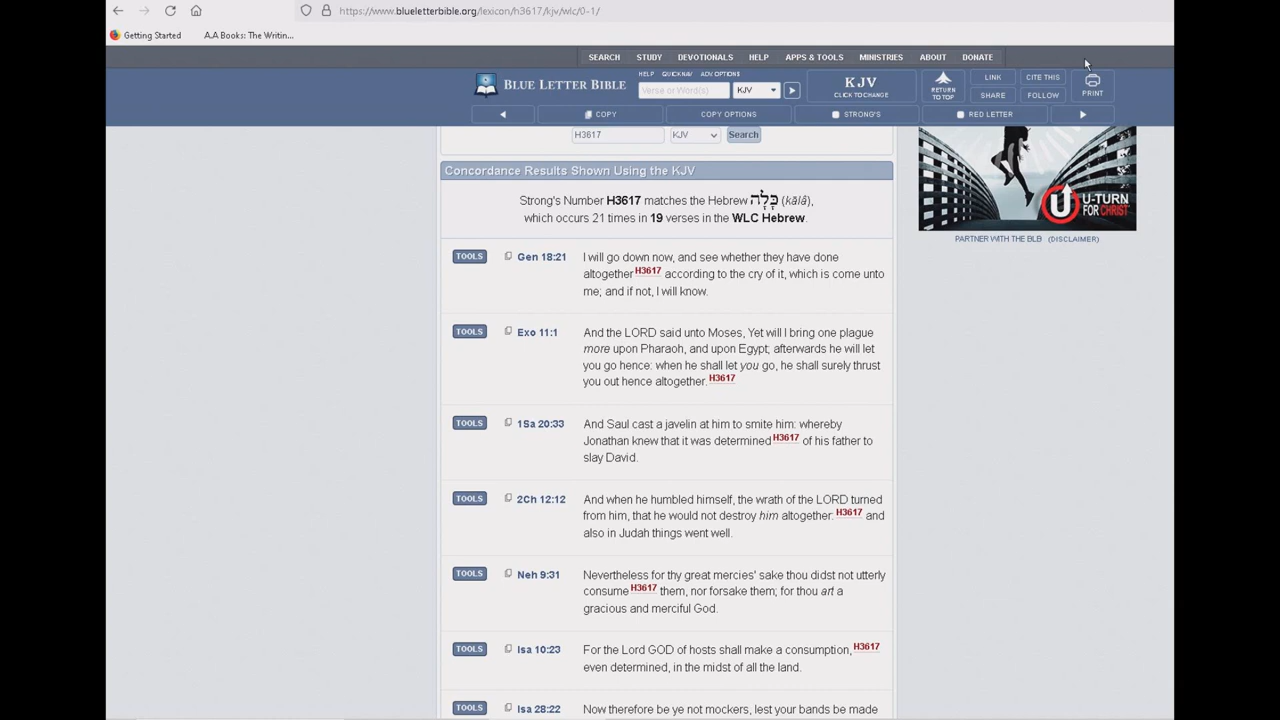 https://www.blueletterbible.org/lexicon/h3617/kjv/wlc/0-1/
Getting Started A,A Books: The Writin...
SEARCH STUDY DEVOTIONALS HELP APPS & TOOLS MINISTRIES ABOUT DONATE
BLUE LETTER BIBLE
HELP QUICKNAV ADV OPTIONS
Verse or Word(s) KJV
KJV
CLICK TO CHANGE
RETURN
TO TOP
LINK CITE THIS
SHARE FOLLOW
PRINT
COPY COPY OPTIONS STRONG'S RED LETTER
H3617 KJV Search
U-TURN
FOR CHRIST
PARTNER WITH THE BLB (DISCLAIMER)
Concordance Results Shown Using the KJV
Strong's Number H3617 matches the Hebrew כָּלָה (kālâ),
which occurs 21 times in 19 verses in the WLC Hebrew.
TOOLS Gen 18:21 I will go down now, and see whether they have done
altogether H3617 according to the cry of it, which is come unto
me; and if not, I will know.
TOOLS Exo 11:1 And the LORD said unto Moses, Yet will I bring one plague
more upon Pharaoh, and upon Egypt; afterwards he will let
you go hence: when he shall let you go, he shall surely thrust
you out hence altogether. H3617
TOOLS 1Sa 20:33 And Saul cast a javelin at him to smite him: whereby
Jonathan knew that it was determined H3617 of his father to
slay David.
TOOLS 2Ch 12:12 And when he humbled himself, the wrath of the LORD turned
from him, that he would not destroy him altogether: H3617 and
also in Judah things went well.
TOOLS Neh 9:31 Nevertheless for thy great mercies' sake thou didst not utterly
consume H3617 them, nor forsake them; for thou art a
gracious and merciful God.
TOOLS Isa 10:23 For the Lord GOD of hosts shall make a consumption, H3617
even determined, in the midst of all the land.
TOOLS Isa 28:22 Now therefore be ye not mockers, lest your bands be made